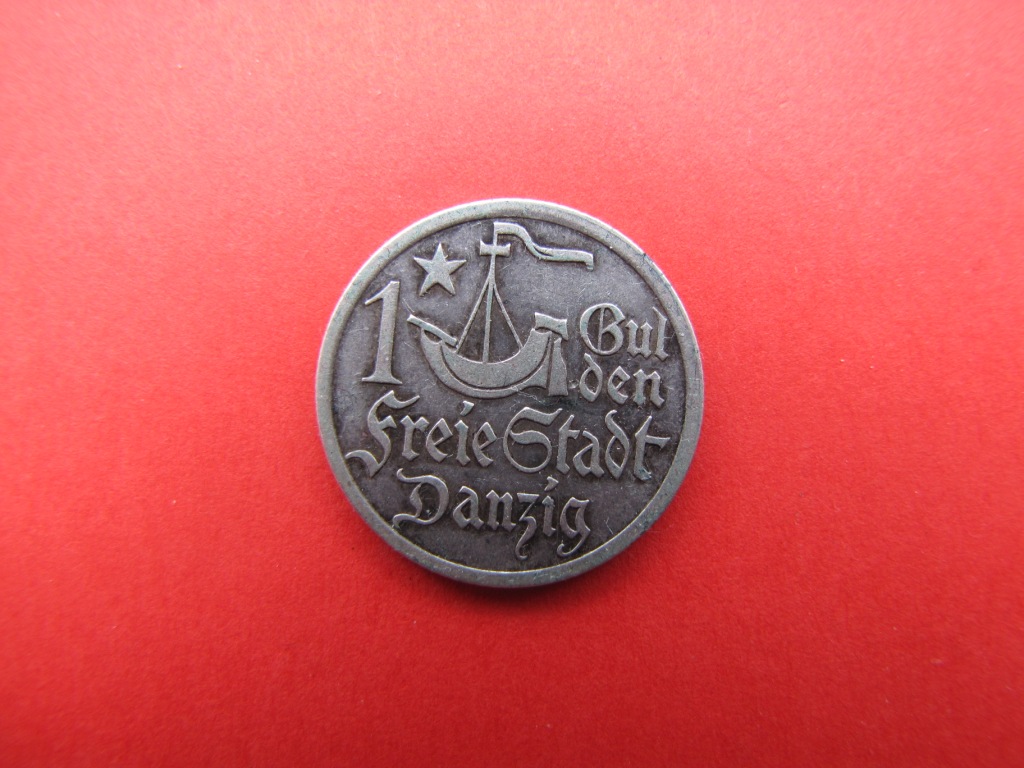 1 Gul
den
Freie Stadt
Danzig